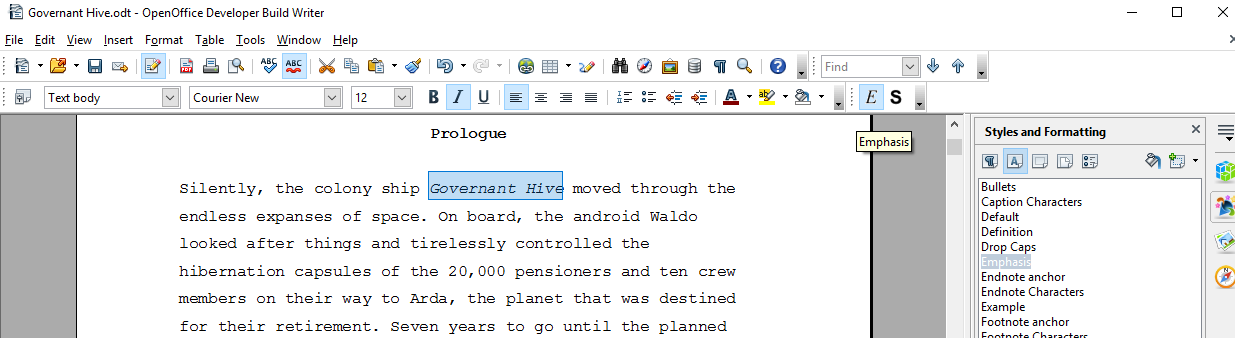 Governant Hive.odt - OpenOffice Developer Build Writer
File Edit View Insert Format Table Tools Window Help
ABC ABC Find
Text body Courier New 12 B I U A E S
Emphasis
Prologue
Silently, the colony ship Governant Hive moved through the
endless expanses of space. On board, the android Waldo
looked after things and tirelessly controlled the
hibernation capsules of the 20,000 pensioners and ten crew
members on their way to Arda, the planet that was destined
for their retirement. Seven years to go until the planned
Styles and Formatting
Bullets
Caption Characters
Default
Definition
Drop Caps
Emphasis
Endnote anchor
Endnote Characters
Example
Footnote anchor
Footnote Characters